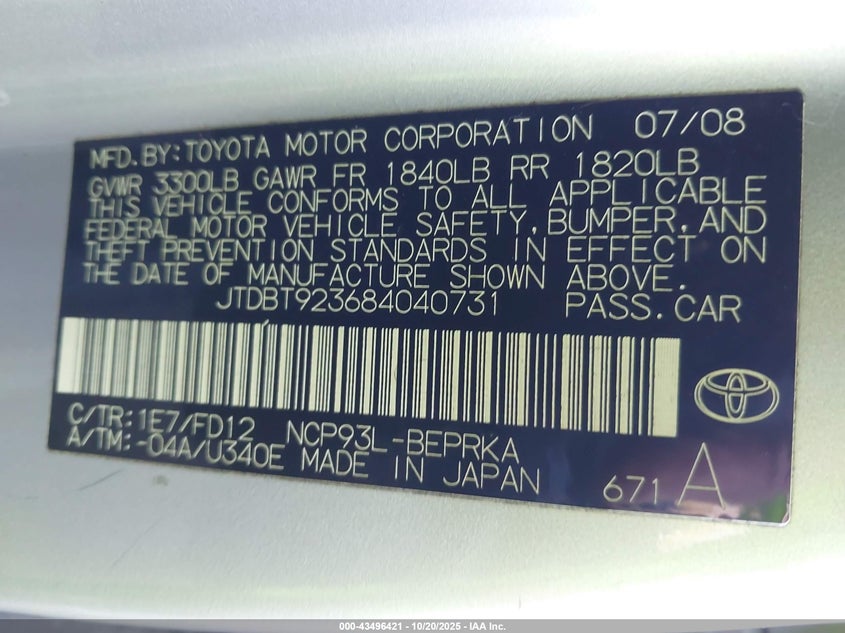 MFD.BY:TOYOTA MOTOR CORPORATION 07/08
GVWR 3300LB GAWR FR 1840LB RR 1820LB
THIS VEHICLE CONFORMS TO ALL APPLICABLE
FEDERAL MOTOR VEHICLE SAFETY,BUMPER,AND
THEFT PREVENTION STANDARDS IN EFFECT ON
THE DATE OF MANUFACTURE SHOWN ABOVE.
JTDBT923684040731 PASS.CAR
C/TR:1E7/FD12 NCP93L-BEPRKA
A/TM:-04A/U340E MADE IN JAPAN
671 A
000-43496421 - 10/20/2025 - IAA Inc.